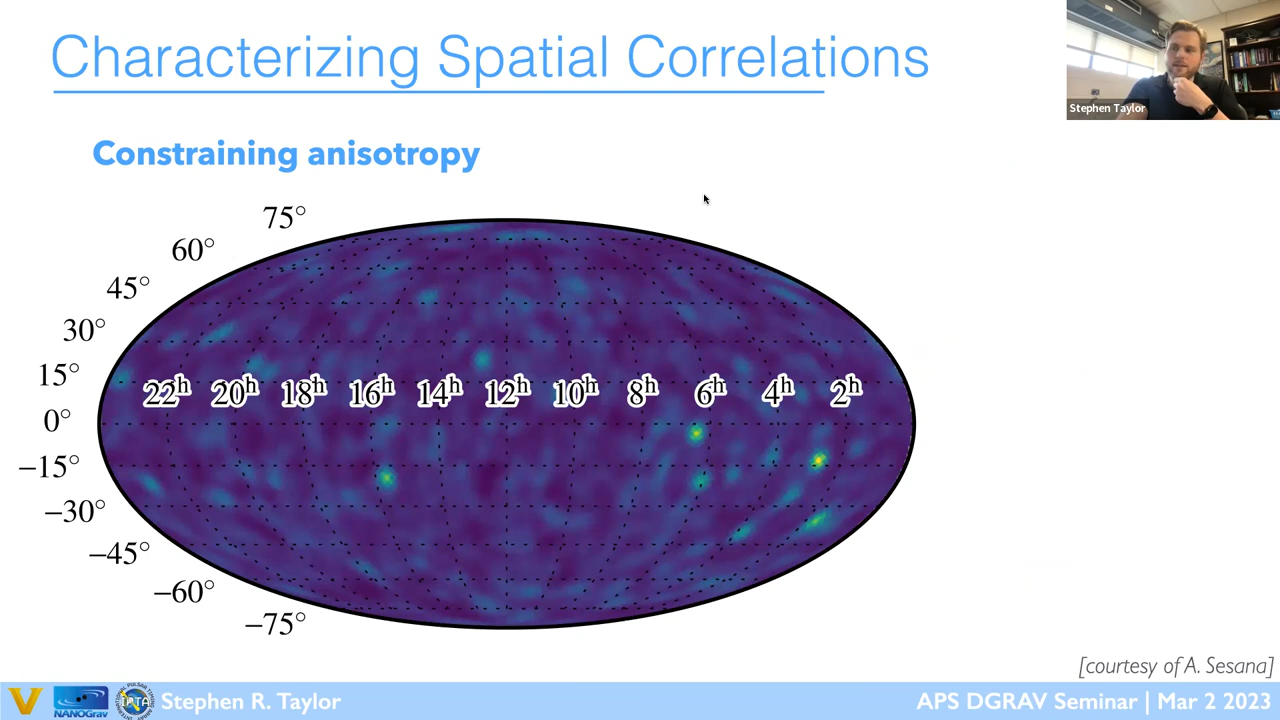 Characterizing Spatial Correlations
Stephen Taylor
Constraining anisotropy
75°
60°
45°
30°
15°
22h 20h 18h 16h 14h 12h 10h 8h 6h 4h 2h
0°
−15°
−30°
−45°
−60°
−75°
[courtesy of A. Sesana]
V NANOGrav IPTA Stephen R. Taylor APS DGRAV Seminar | Mar 2 2023